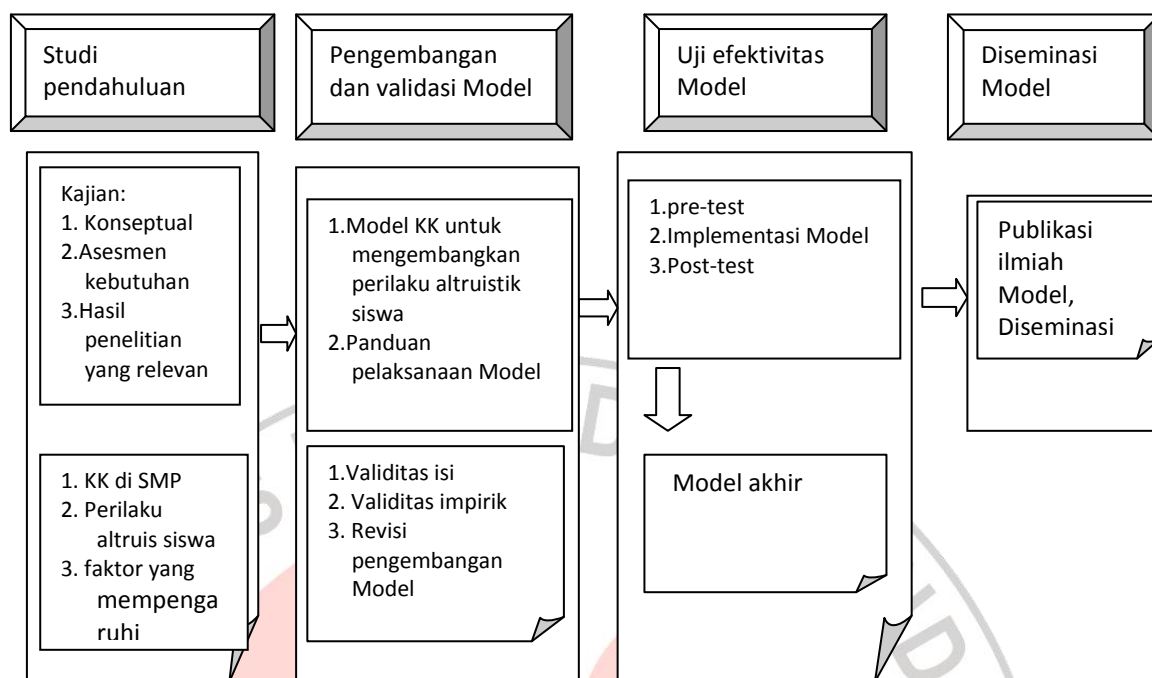 Studi
pendahuluan
Pengembangan
dan validasi Model
Uji efektivitas
Model
Diseminasi
Model
Kajian:
1. Konseptual
2.Asesmen
kebutuhan
3.Hasil
penelitian
yang relevan
1. KK di SMP
2. Perilaku
altruis siswa
3. faktor yang
mempenga
ruhi
1.Model KK untuk
mengembangkan
perilaku altruistik
siswa
2.Panduan
pelaksanaan Model
1.Validitas isi
2. Validitas impirik
3. Revisi
pengembangan
Model
1.pre-test
2.Implementasi Model
3.Post-test
Model akhir
Publikasi
ilmiah
Model,
Diseminasi